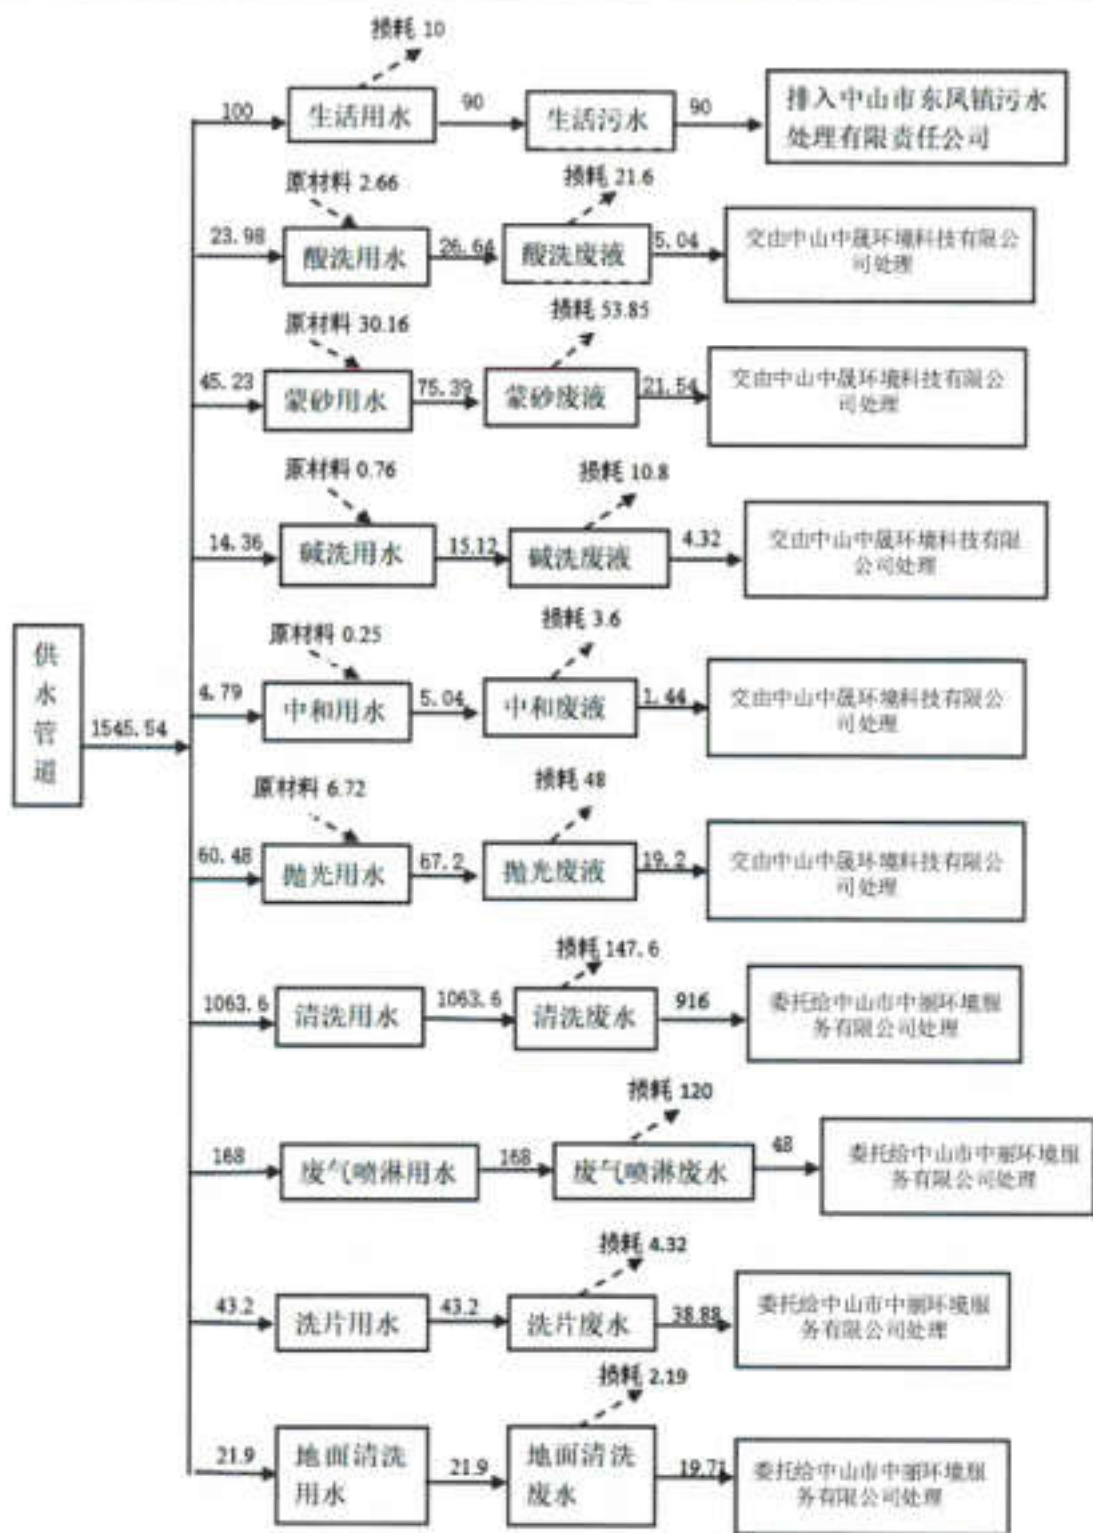 损耗 10
100
生活用水
90
生活污水
90
排入中山市东凤镇污水
处理有限责任公司
原材料 2.66
损耗 21.6
23.98
酸洗用水
26.64
酸洗废液
5.04
交由中山中晟环境科技有限公
司处理
原材料 30.16
损耗 53.85
45.23
蒙砂用水
75.39
蒙砂废液
21.54
交由中山中晟环境科技有限公
司处理
原材料 0.76
损耗 10.8
14.36
碱洗用水
15.12
碱洗废液
4.32
交由中山中晟环境科技有限
公司处理
供
水
管
道
1545.54
原材料 0.25
损耗 3.6
4.79
中和用水
5.04
中和废液
1.44
交由中山中晟环境科技有限公
司处理
原材料 6.72
损耗 48
60.48
抛光用水
67.2
抛光废液
19.2
交由中山中晟环境科技有限公
司处理
损耗 147.6
1063.6
清洗用水
1063.6
清洗废水
916
委托给中山市中丽环境服
务有限公司处理
损耗 120
168
废气喷淋用水
168
废气喷淋废水
48
委托给中山市中丽环境服
务有限公司处理
损耗 4.32
43.2
洗片用水
43.2
洗片废水
38.88
委托给中山市中丽环境服
务有限公司处理
损耗 2.19
21.9
地面清洗
用水
21.9
地面清洗
废水
19.71
委托给中山市中丽环境服
务有限公司处理